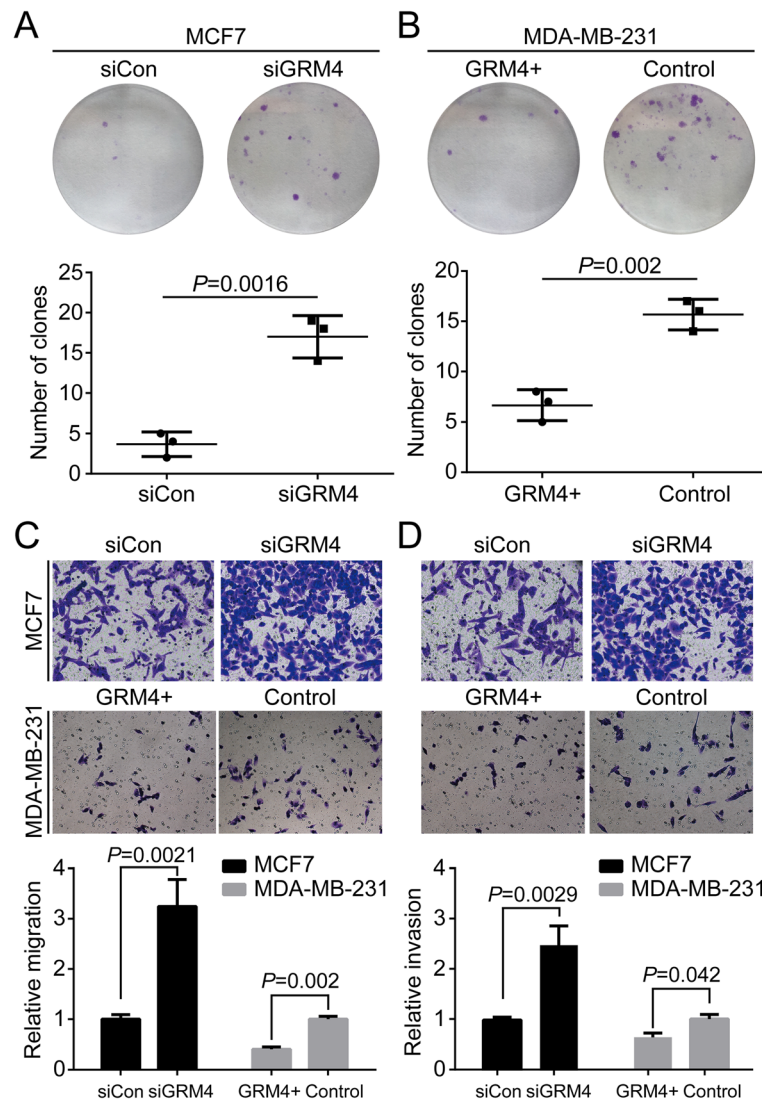 A
MCF7
siCon siGRM4
B
MDA-MB-231
GRM4+ Control
Number of clones
25
20
15
10
5
0
P=0.0016
siCon siGRM4
Number of clones
20
15
10
5
0
P=0.002
GRM4+ Control
C
siCon siGRM4
MCF7
GRM4+ Control
MDA-MB-231
D
siCon siGRM4
GRM4+ Control
Relative migration
4
3
2
1
0
P=0.0021
MCF7
MDA-MB-231
P=0.002
siCon siGRM4 GRM4+ Control
Relative invasion
4
3
2
1
0
P=0.0029
MCF7
MDA-MB-231
P=0.042
siCon siGRM4 GRM4+ Control